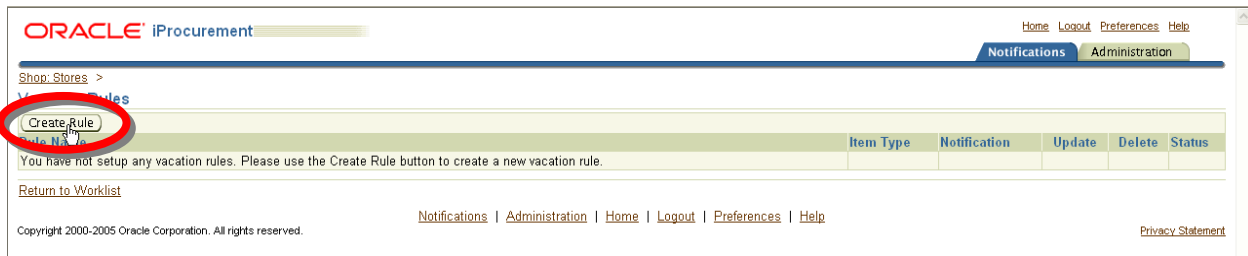 ORACLE iProcurement
Home Logout Preferences Help
Notifications Administration
Shop: Stores >
Rules
Create Rule
Rule Name Item Type Notification Update Delete Status
You have not setup any vacation rules. Please use the Create Rule button to create a new vacation rule.
Return to Worklist
Notifications | Administration | Home | Logout | Preferences | Help
Copyright 2000-2005 Oracle Corporation. All rights reserved.
Privacy Statement